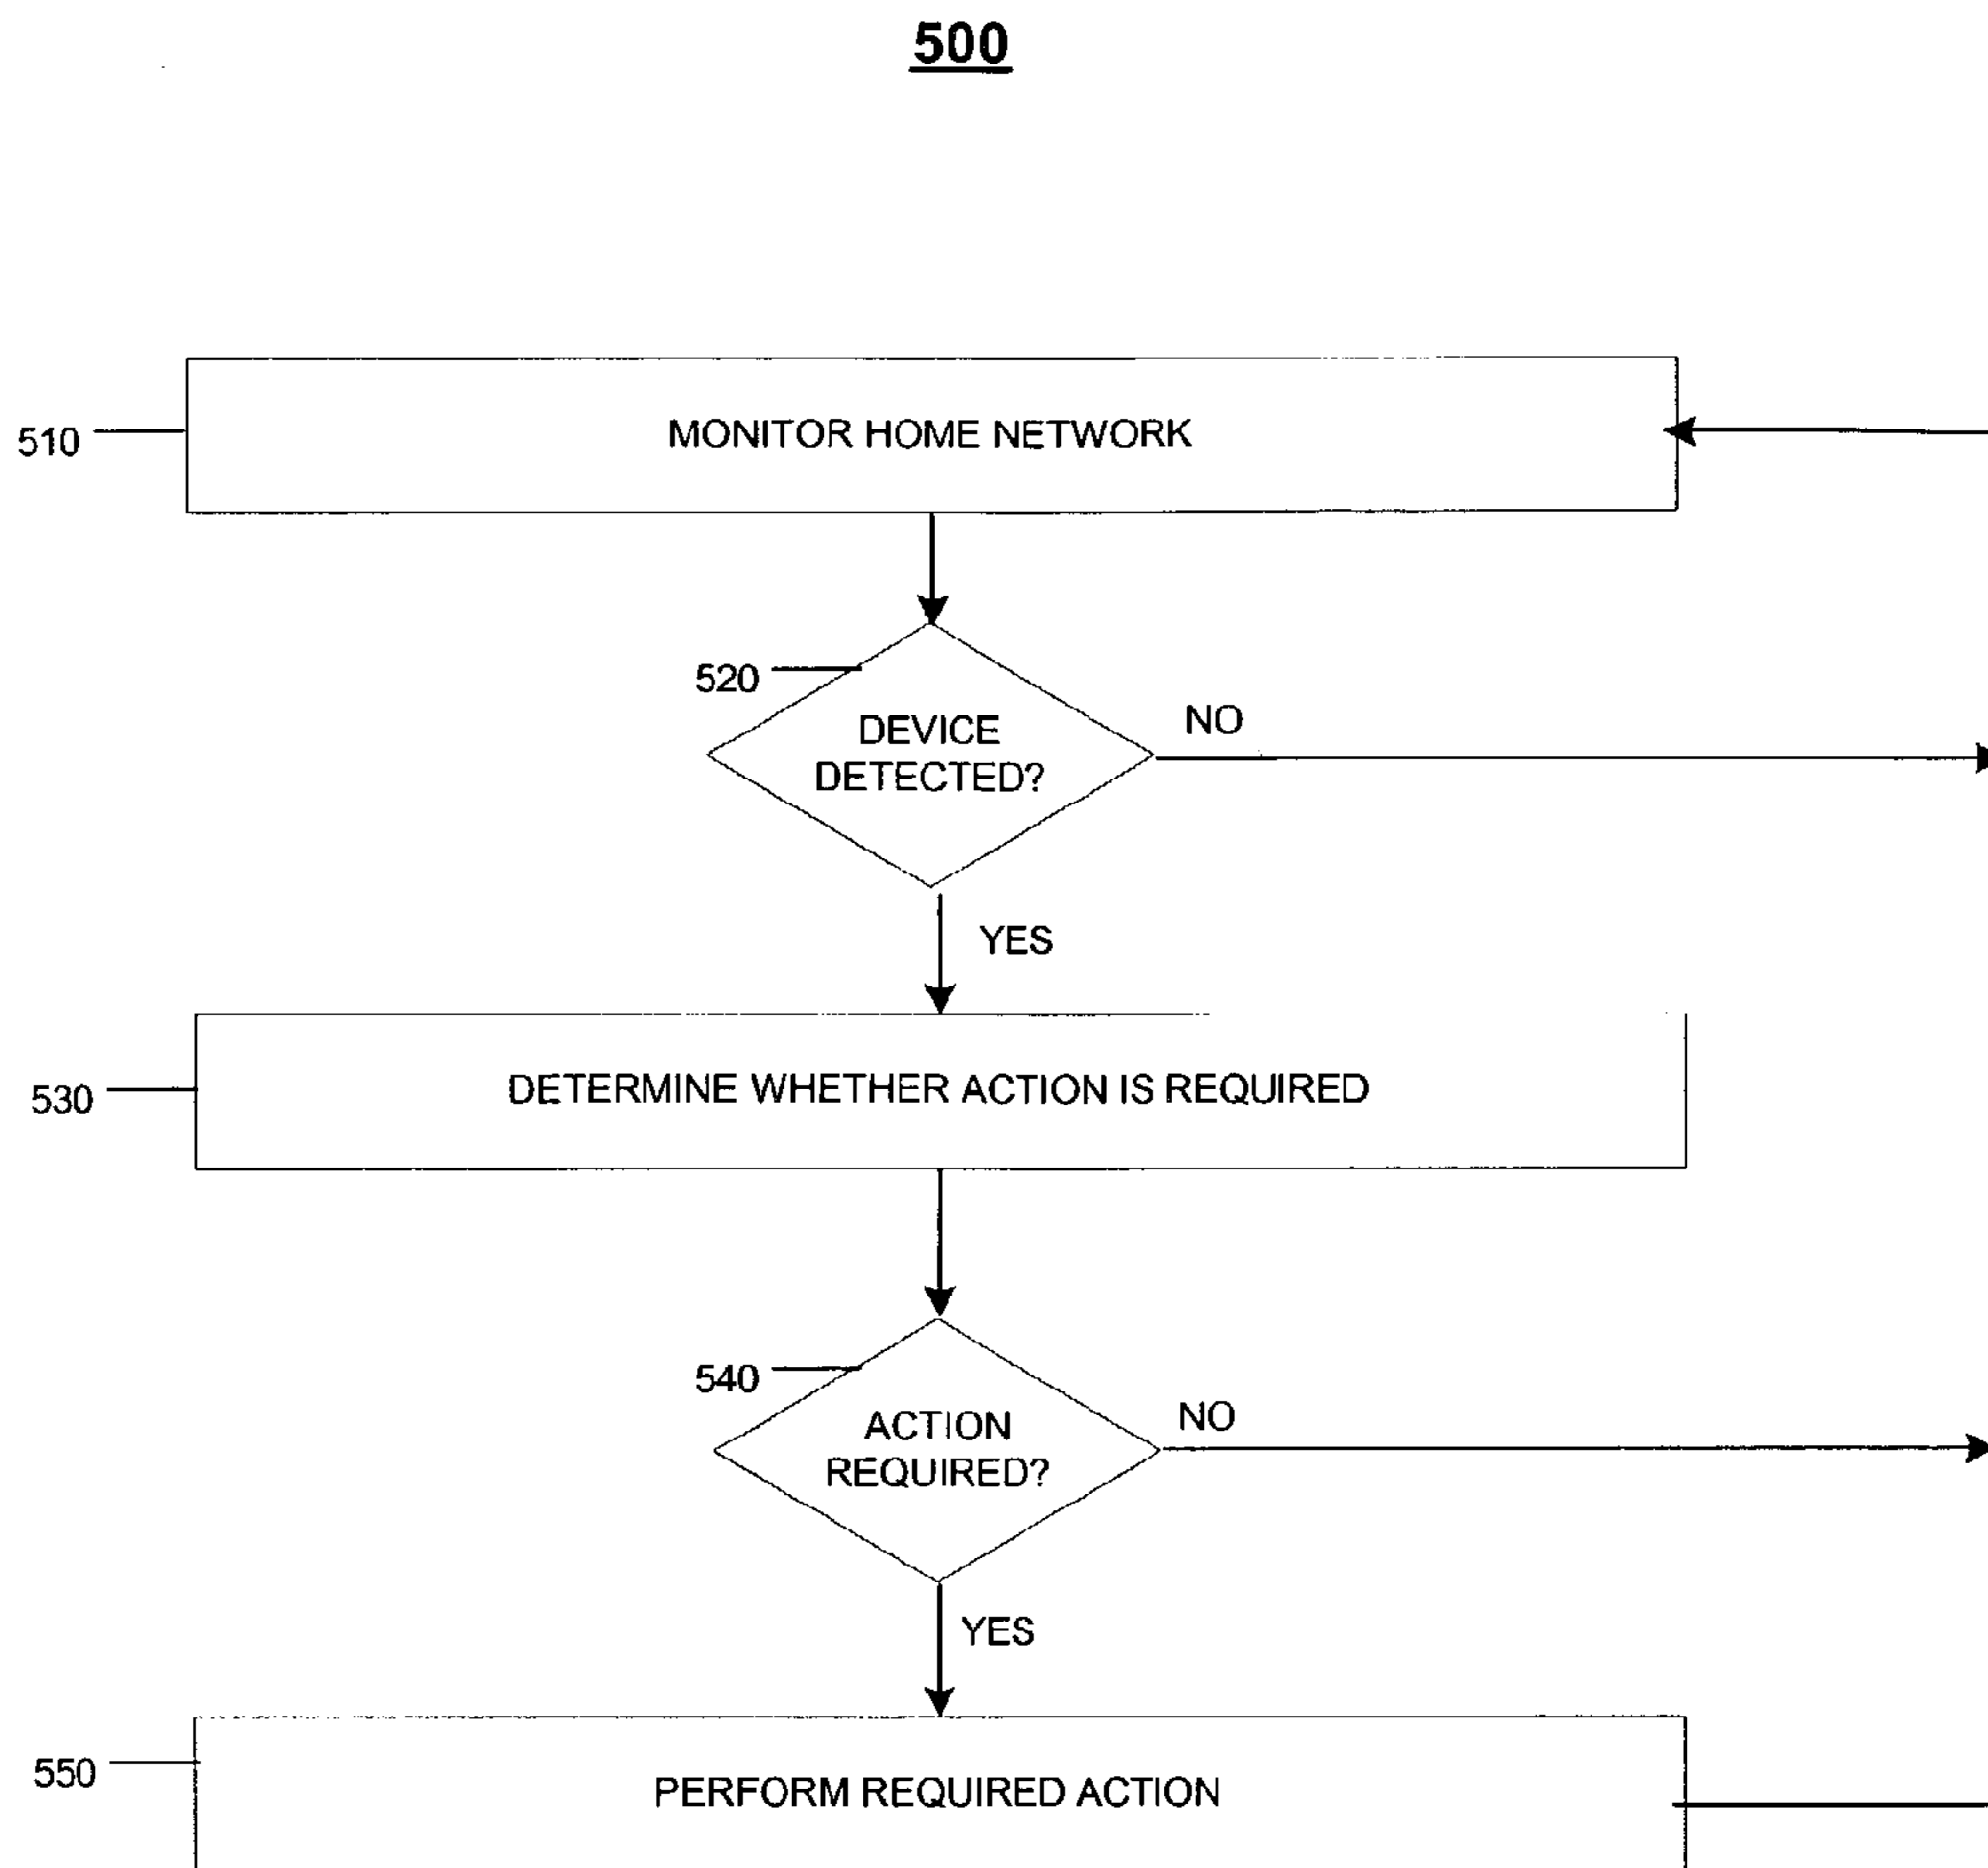 500
510
MONITOR HOME NETWORK
520
DEVICE
DETECTED?
NO
YES
530
DETERMINE WHETHER ACTION IS REQUIRED
540
ACTION
REQUIRED?
NO
YES
550
PERFORM REQUIRED ACTION